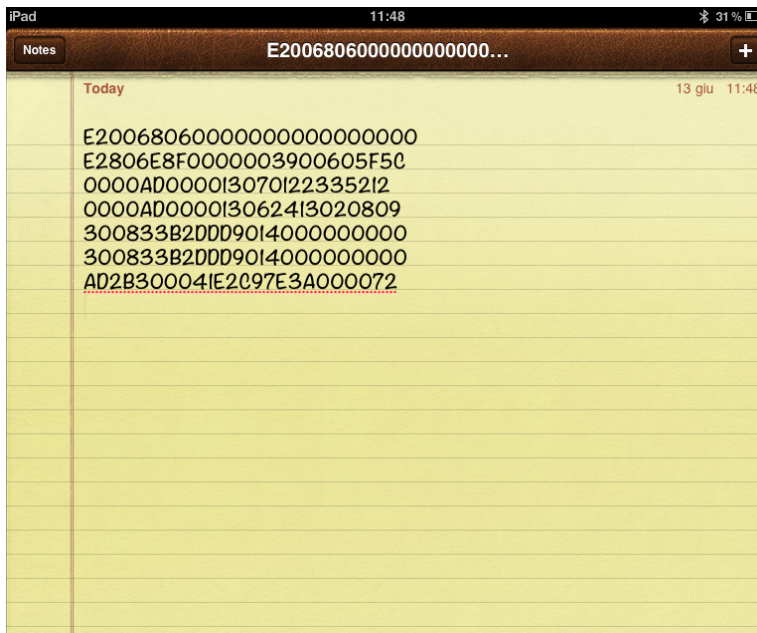 iPad 11:48 31 %
Notes E2006806000000000000... +
Today 13 giu 11:48
E20068060000000000000000
E2806E8F0000003900605F5C
0000AD000013070122335212
0000AD000013062413020809
300833B2DDD9014000000000
300833B2DDD9014000000000
AD2B300041E2C97E3A000072